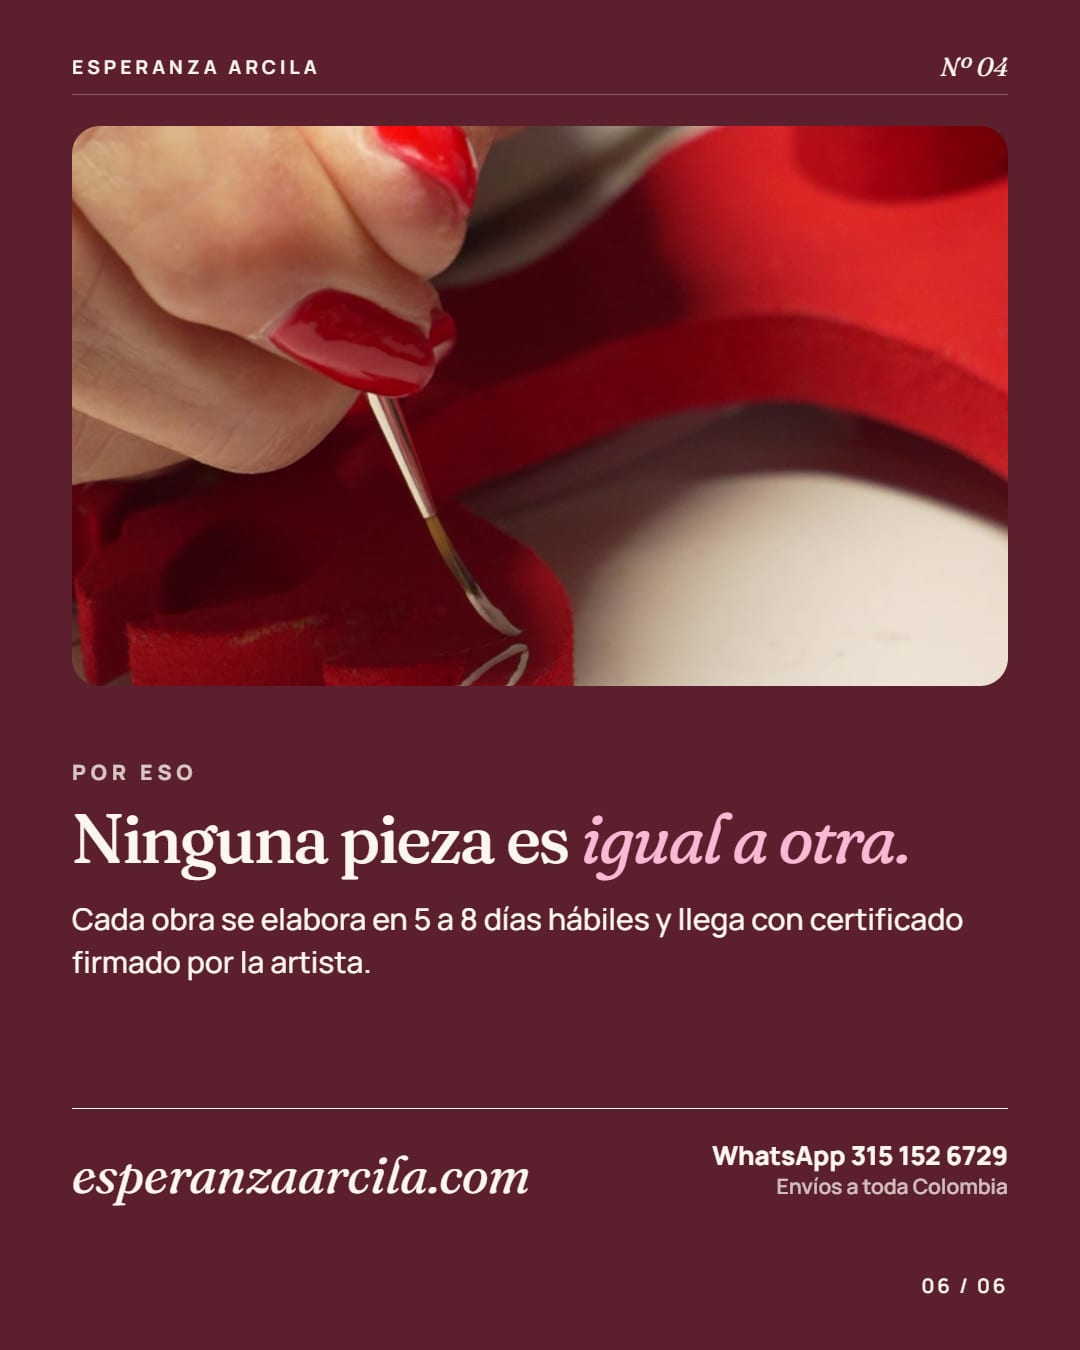 ESPERANZA ARCILA
Nº 04
POR ESO
Ninguna pieza es igual a otra.
Cada obra se elabora en 5 a 8 días hábiles y llega con certificado
firmado por la artista.
esperanzaarcila.com
WhatsApp 315 152 6729
Envíos a toda Colombia
06 / 06